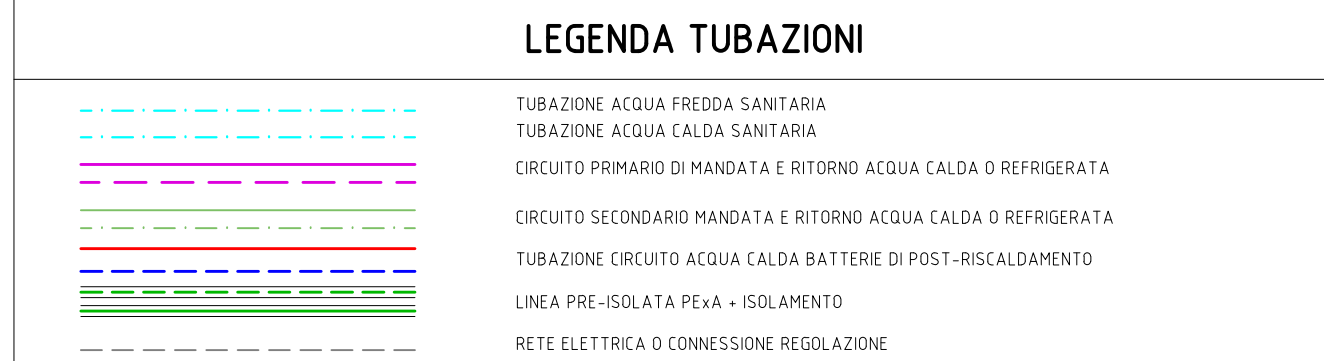 LEGENDA TUBAZIONI
TUBAZIONE ACQUA FREDDA SANITARIA
TUBAZIONE ACQUA CALDA SANITARIA
CIRCUITO PRIMARIO DI MANDATA E RITORNO ACQUA CALDA O REFRIGERATA
CIRCUITO SECONDARIO MANDATA E RITORNO ACQUA CALDA O REFRIGERATA
TUBAZIONE CIRCUITO ACQUA CALDA BATTERIE DI POST-RISCALDAMENTO
LINEA PRE-ISOLATA PExA + ISOLAMENTO
RETE ELETTRICA O CONNESSIONE REGOLAZIONE